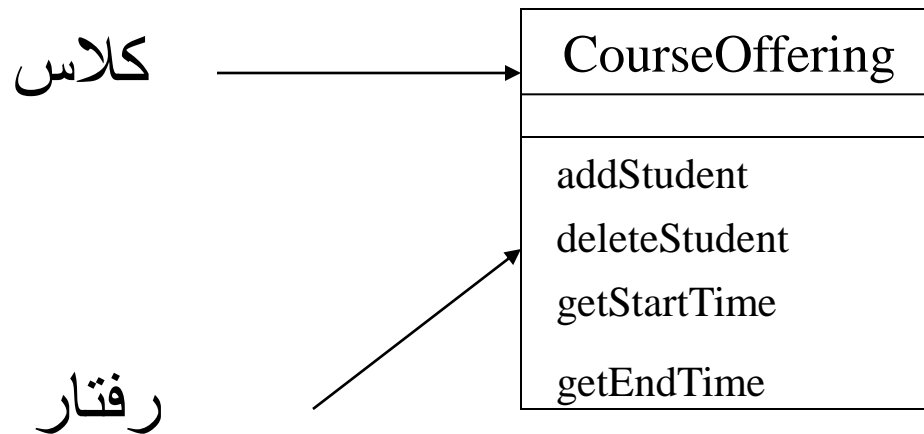 کلاس
CourseOffering
addStudent
deleteStudent
getStartTime
getEndTime
رفتار